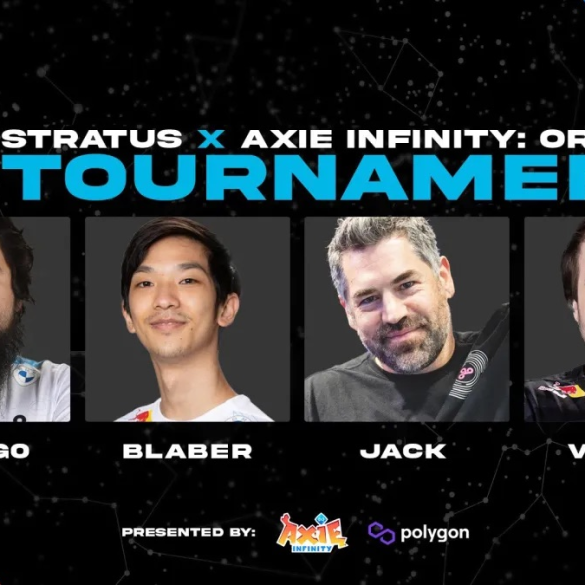 STRATUS X AXIE INFINITY: OR
TOURNAME
GO BLABER JACK V
PRESENTED BY: AXIE INFINITY polygon